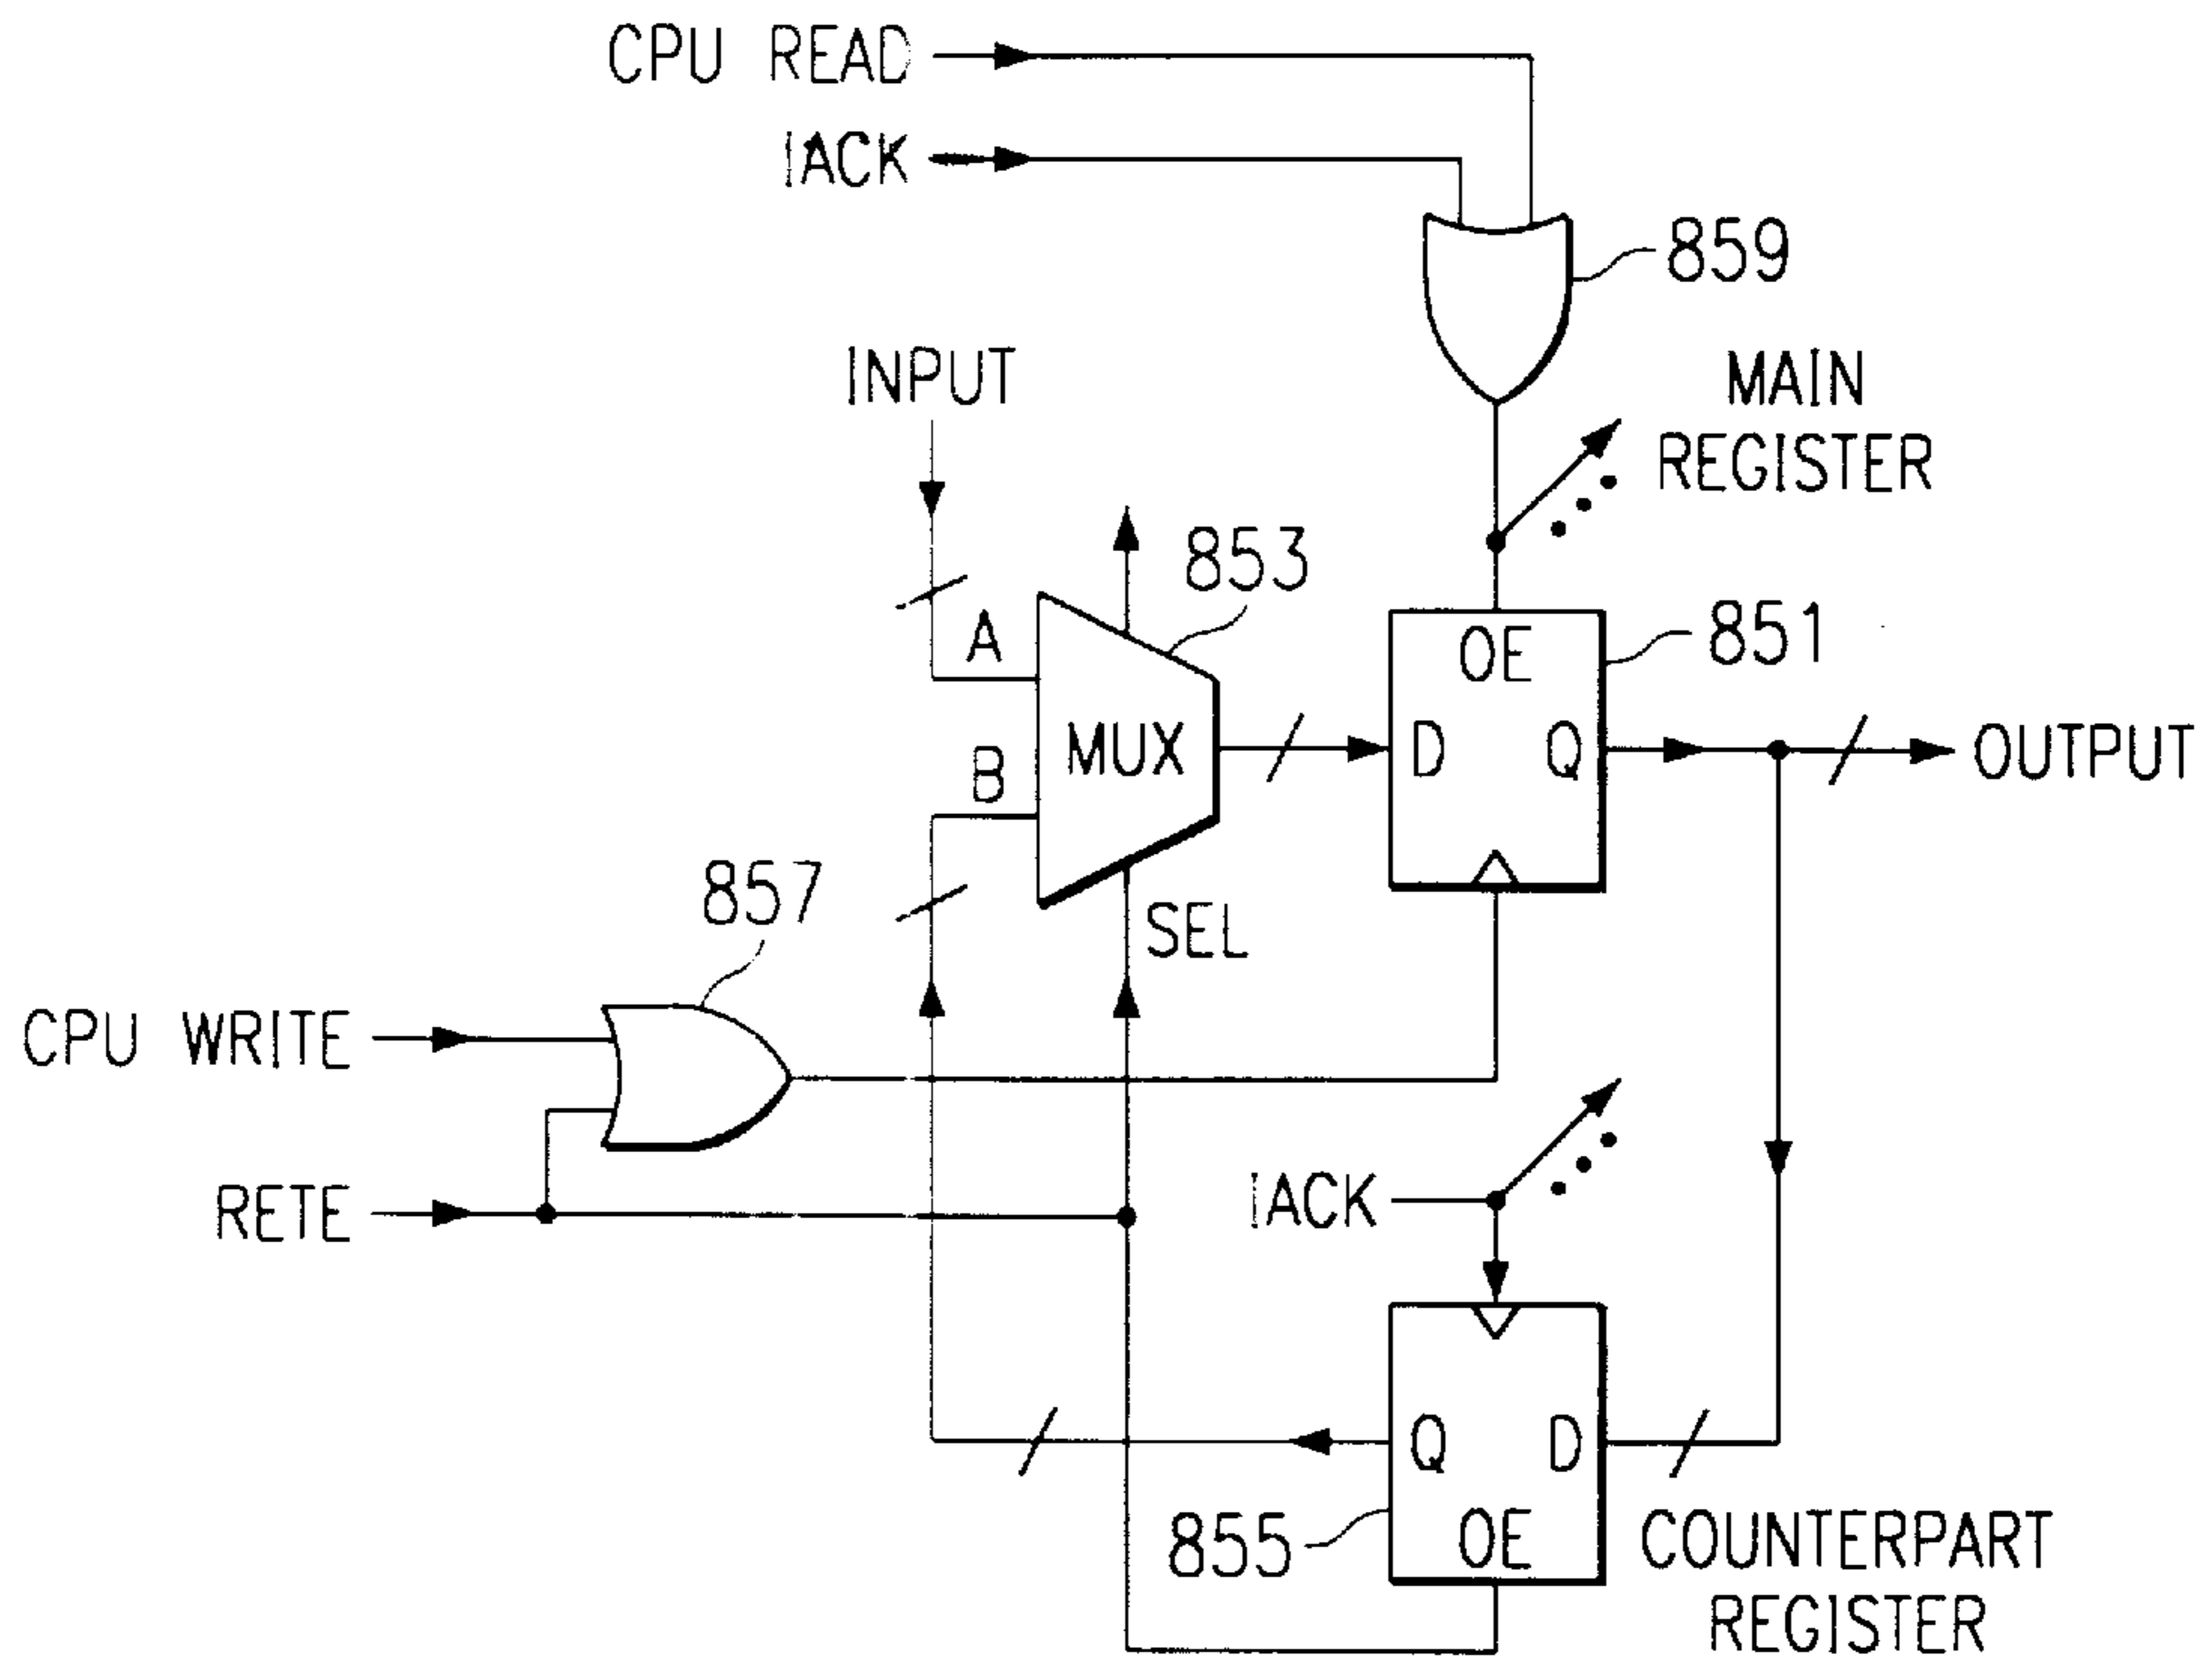 CPU READ
IACK
859
INPUT
MAIN
REGISTER
853
A
OE
851
MUX
D
Q
OUTPUT
B
857
SEL
CPU WRITE
IACK
RETE
Q
D
855
OE
COUNTERPART
REGISTER